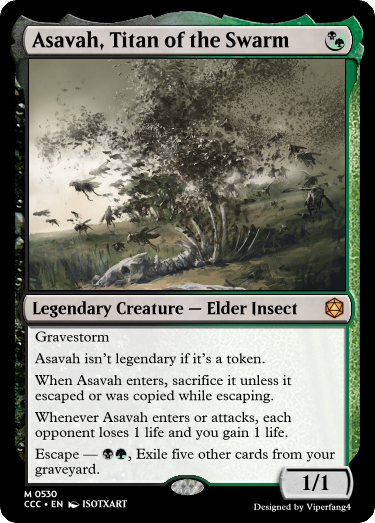 Asavah, Titan of the Swarm
Legendary Creature — Elder Insect
Gravestorm
Asavah isn't legendary if it's a token.
When Asavah enters, sacrifice it unless it
escaped or was copied while escaping.
Whenever Asavah enters or attacks, each
opponent loses 1 life and you gain 1 life.
Escape — , Exile five other cards from your
graveyard.
1/1
M 0530
CCC • EN ISOTXART
Designed by Viperfang4